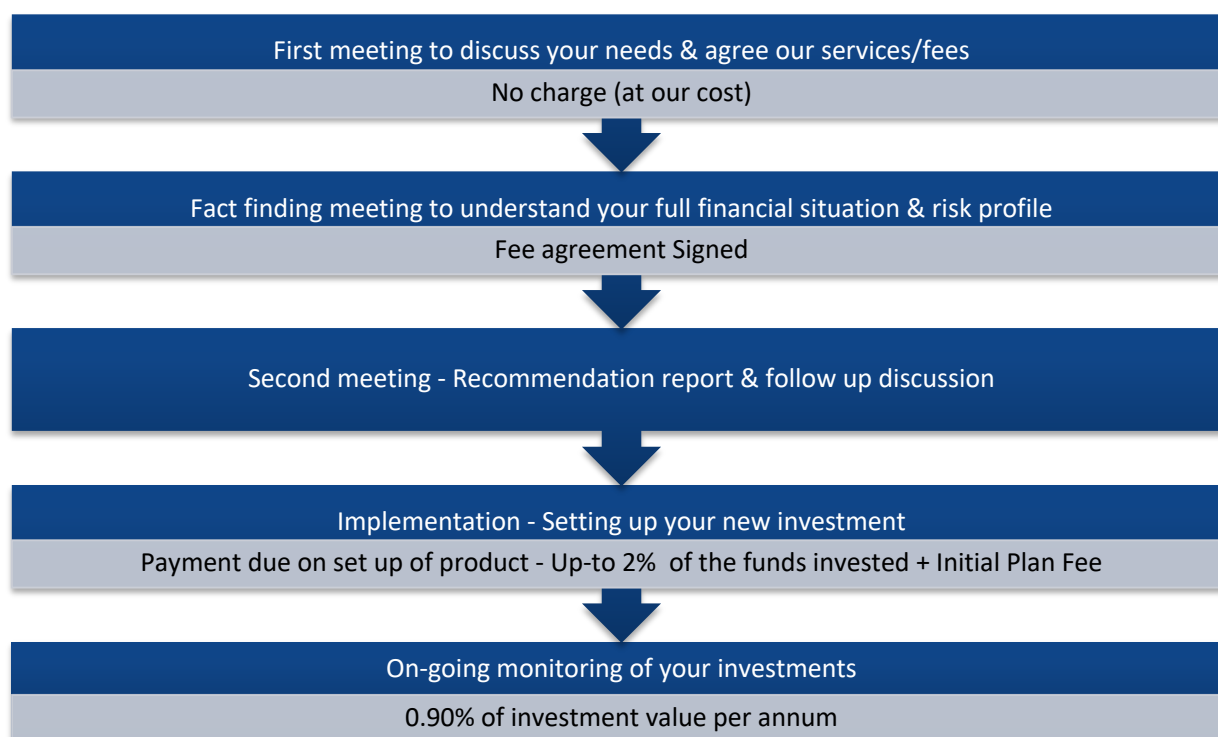 First meeting to discuss your needs & agree our services/fees
No charge (at our cost)
Fact finding meeting to understand your full financial situation & risk profile
Fee agreement Signed
Second meeting - Recommendation report & follow up discussion
Implementation - Setting up your new investment
Payment due on set up of product - Up-to 2% of the funds invested + Initial Plan Fee
On-going monitoring of your investments
0.90% of investment value per annum